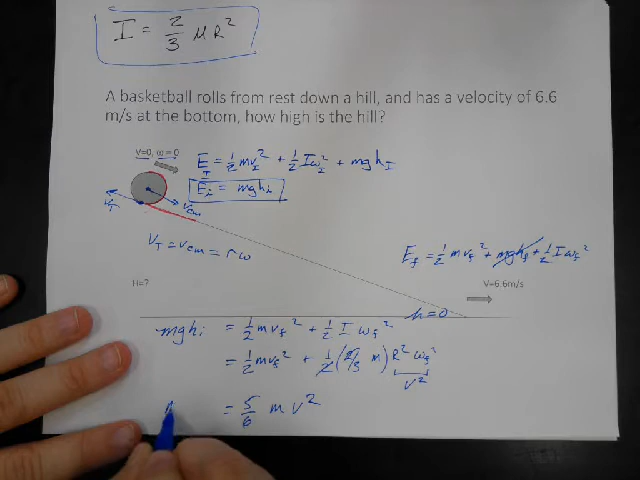 I = 2/3 MR²
A basketball rolls from rest down a hill, and has a velocity of 6.6
m/s at the bottom, how high is the hill?
V=0, ω=0
E_I = ½mv_I² + ½Iω_I² + mgh_I
E_i = mgh_i
V_T
V_cm
V_T = V_cm = rω
E_f = ½mv_f² + mgh_f + ½Iω_f²
H=?
V=6.6m/s
h=0
mgh_i = ½mv_f² + ½Iω_f²
= ½mv_f² + ½(2/3 m)R²ω_f²
V²
= 5/6 mv²